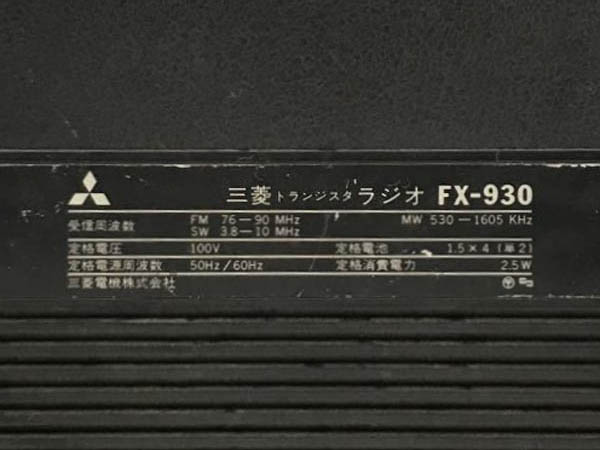 三菱トランジスタラジオ FX-930
受信周波数 FM 76-90 MHz MW 530-1605 KHz
SW 3.8-10 MHz
定格電圧 100V 定格電池 1.5×4(単2)
定格電源周波数 50Hz/60Hz 定格消費電力 2.5W
三菱電機株式会社